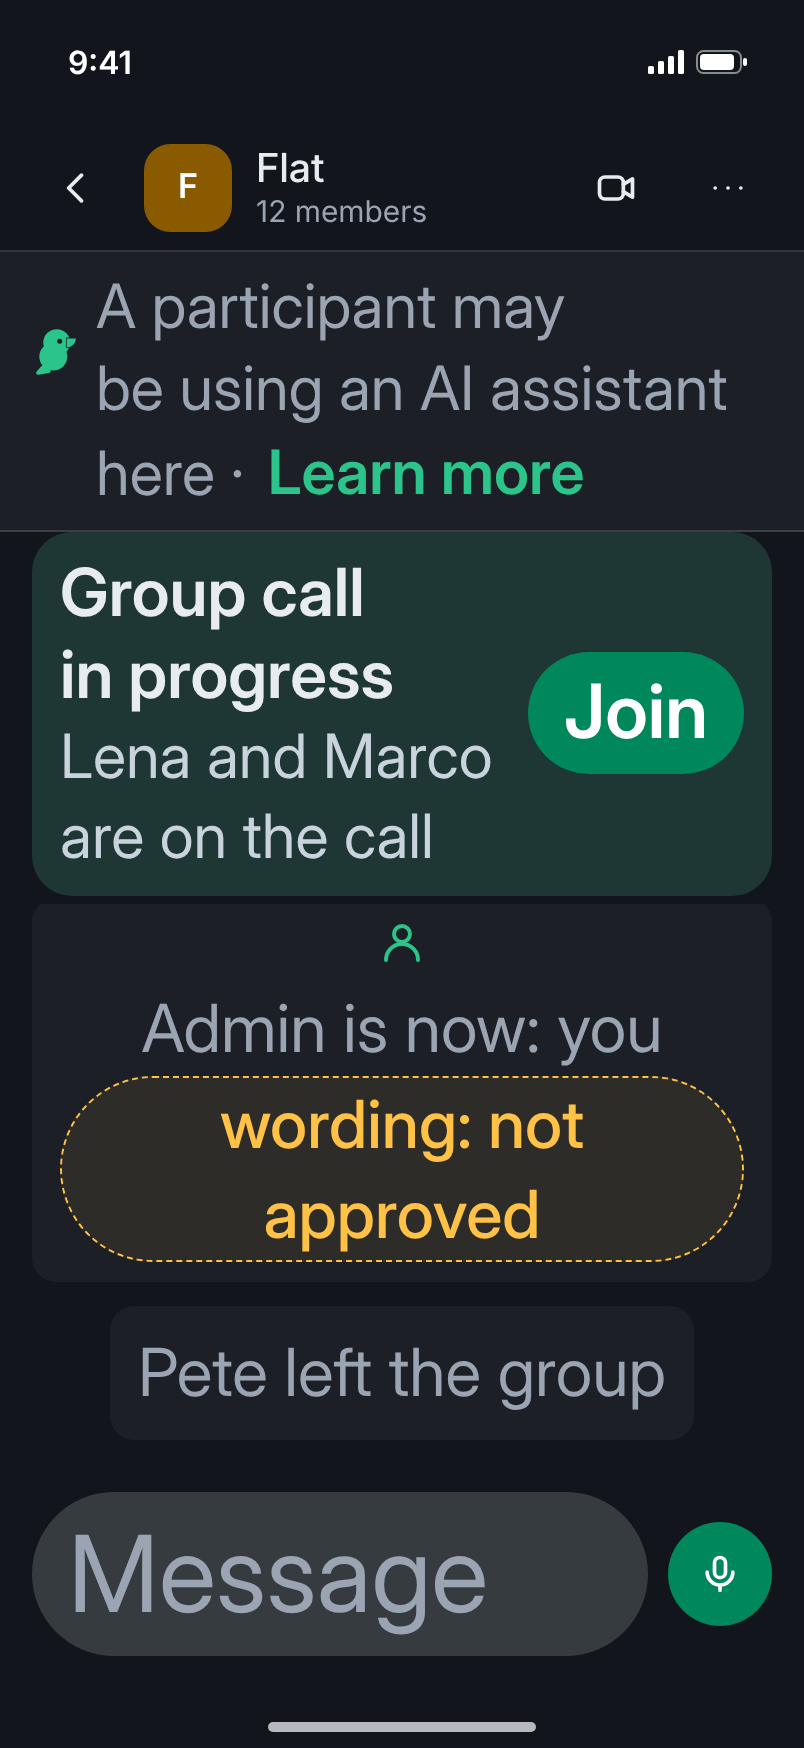 9:41
F
Flat
12 members
···
A participant may
be using an AI assistant
here · Learn more
Group call
in progress
Lena and Marco
are on the call
Join
Admin is now: you
wording: not
approved
Pete left the group
Message